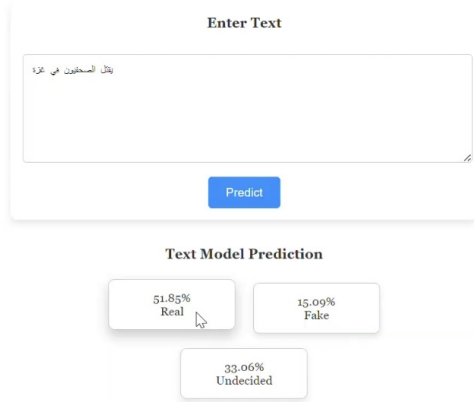 Enter Text
يقتل الصحفيون في غزة
Predict
Text Model Prediction
51.85%
Real
15.09%
Fake
33.06%
Undecided